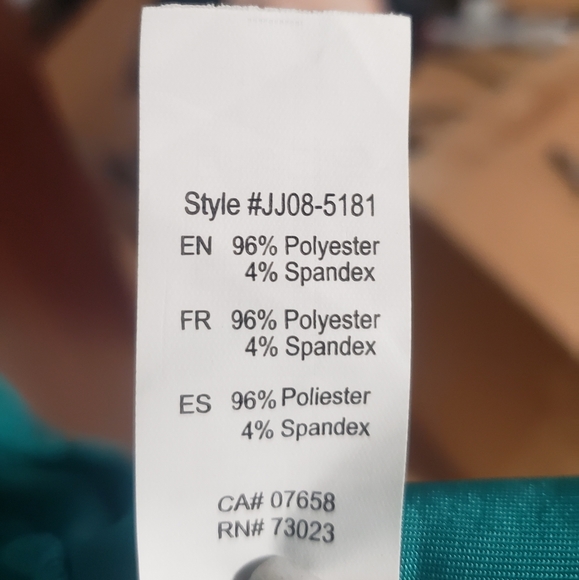 Style #JJ08-5181
EN 96% Polyester
4% Spandex
FR 96% Polyester
4% Spandex
ES 96% Poliester
4% Spandex
CA# 07658
RN# 73023